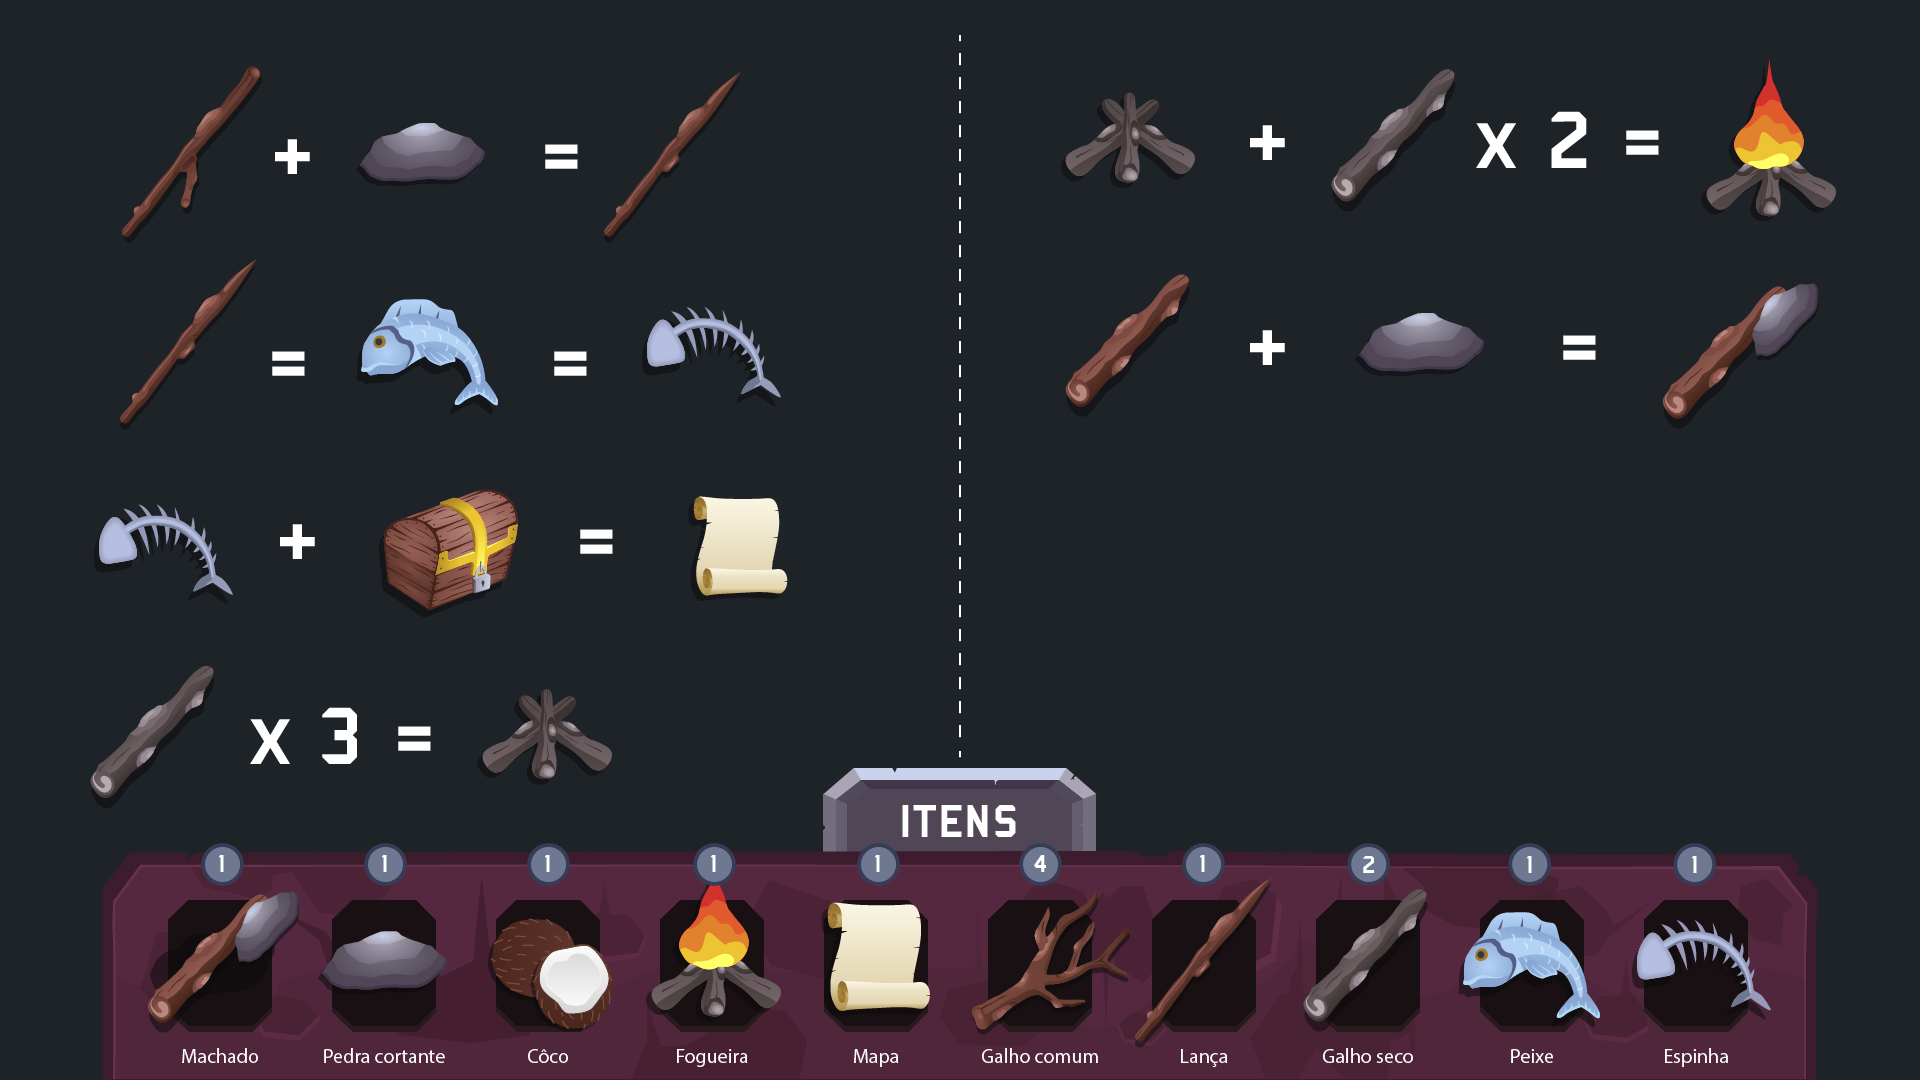 + =
+ x 2 =
= =
+ =
+ =
x 3 =
ITENS
1 1 1 1 1 4 1 2 1 1
Machado Pedra cortante Côco Fogueira Mapa Galho comum Lança Galho seco Peixe Espinha